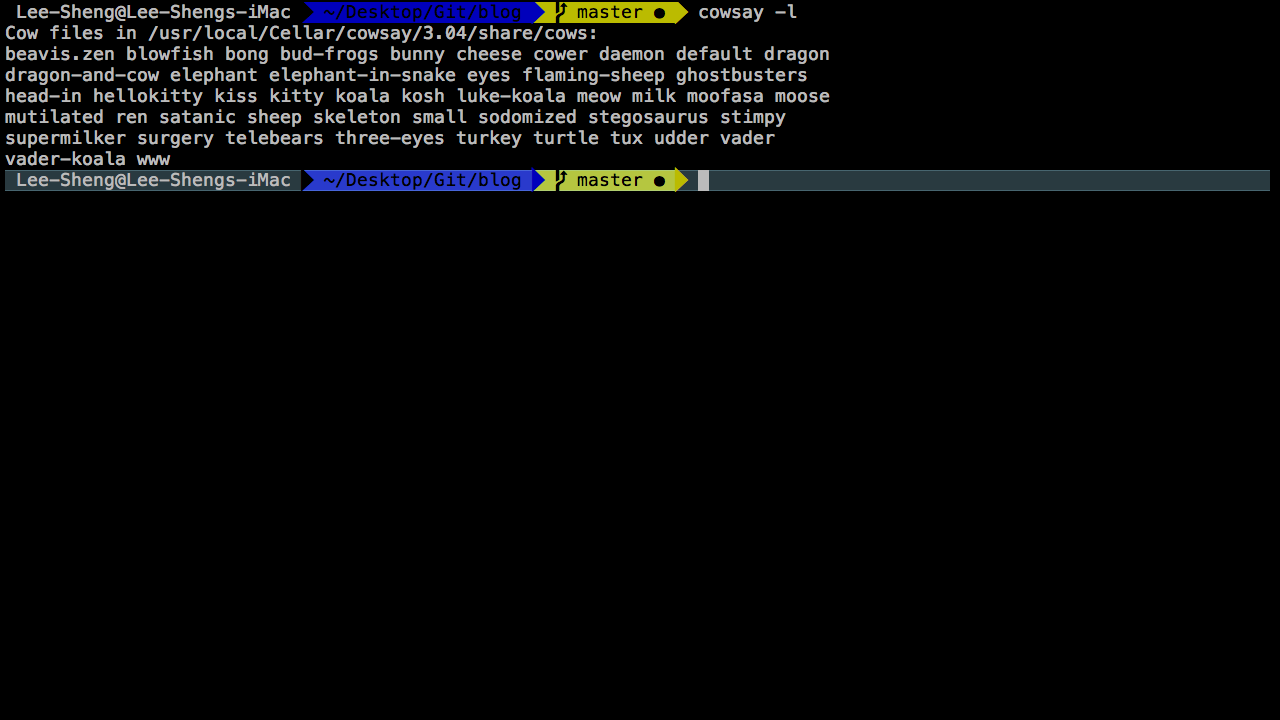 Lee-Sheng@Lee-Shengs-iMac ~/Desktop/Git/blog master ● cowsay -l
Cow files in /usr/local/Cellar/cowsay/3.04/share/cows:
beavis.zen blowfish bong bud-frogs bunny cheese cower daemon default dragon
dragon-and-cow elephant elephant-in-snake eyes flaming-sheep ghostbusters
head-in hellokitty kiss kitty koala kosh luke-koala meow milk moofasa moose
mutilated ren satanic sheep skeleton small sodomized stegosaurus stimpy
supermilker surgery telebears three-eyes turkey turtle tux udder vader
vader-koala www
Lee-Sheng@Lee-Shengs-iMac ~/Desktop/Git/blog master ●